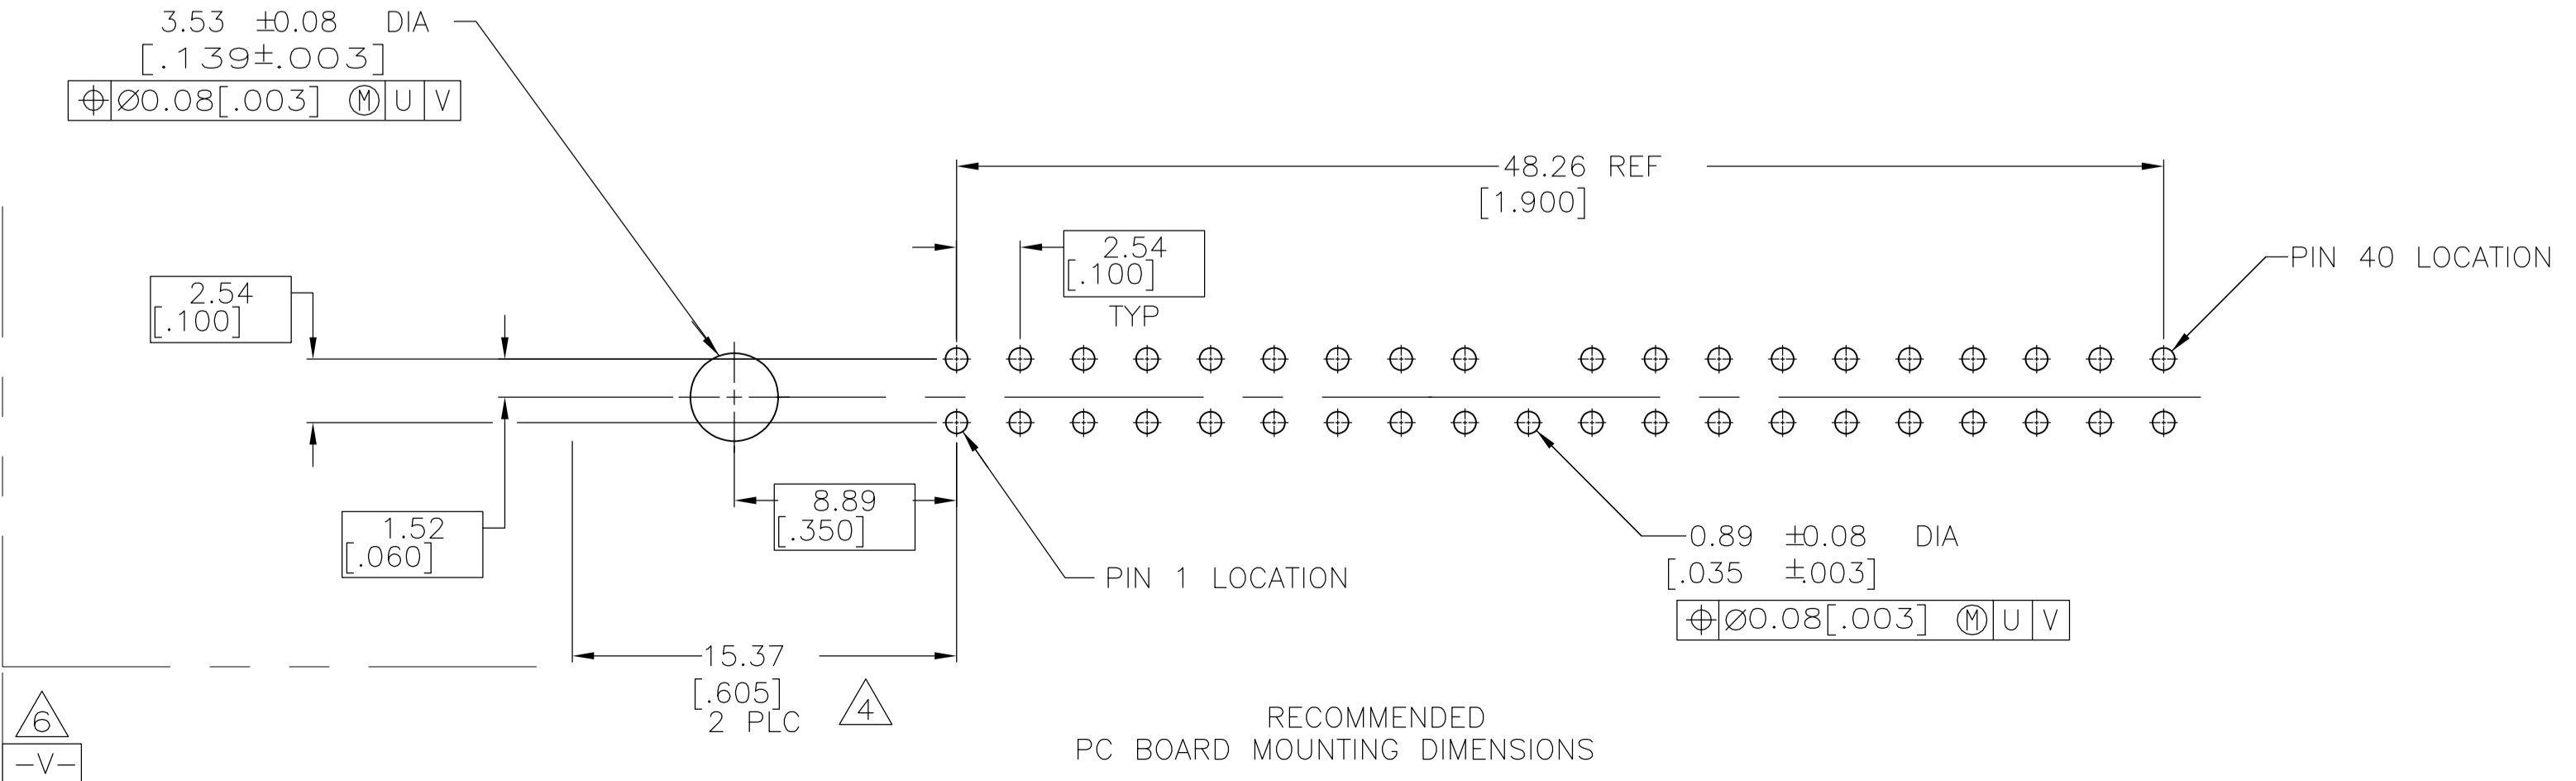 3.53 ±0.08 DIA
[.139±.003]
⌖ Ø0.08[.003] Ⓜ U V
48.26 REF
[1.900]
2.54
[.100]
TYP
PIN 40 LOCATION
2.54
[.100]
1.52
[.060]
8.89
[.350]
PIN 1 LOCATION
0.89 ±0.08 DIA
[.035 ±.003]
⌖ Ø0.08[.003] Ⓜ U V
15.37
[.605]
2 PLC
4
6
-V-
RECOMMENDED
PC BOARD MOUNTING DIMENSIONS